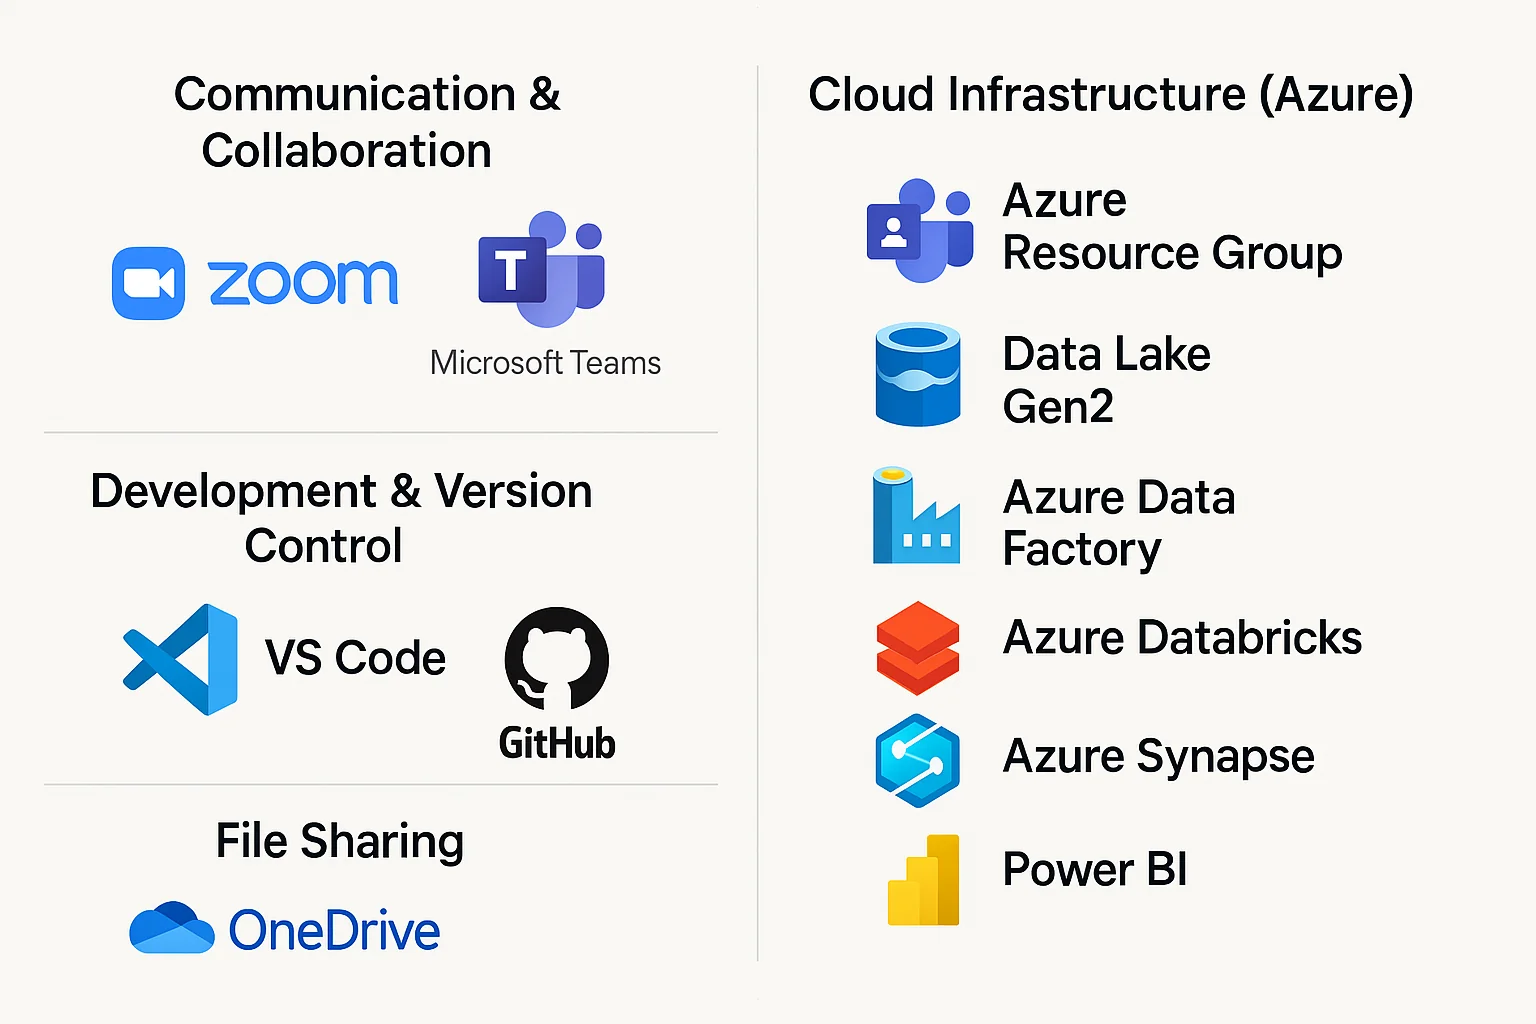 Communication &
Collaboration
zoom
T
Microsoft Teams
Development & Version
Control
VS Code
GitHub
File Sharing
OneDrive
Cloud Infrastructure (Azure)
Azure
Resource Group
Data Lake
Gen2
Azure Data
Factory
Azure Databricks
Azure Synapse
Power BI